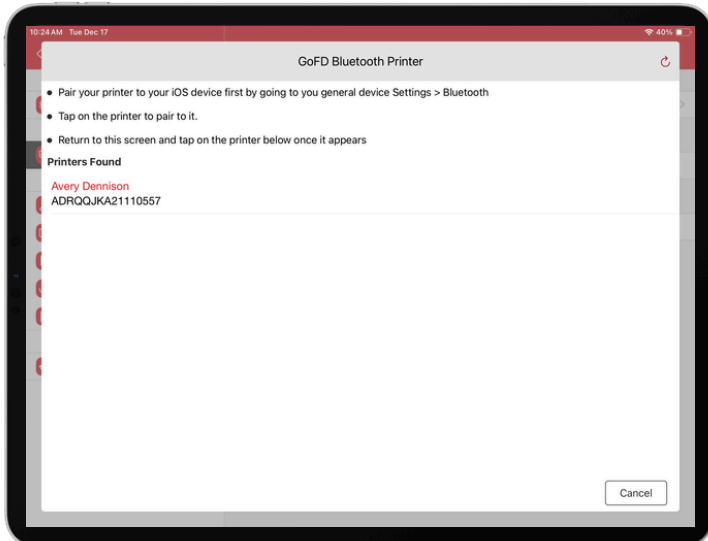 10:24 AM Tue Dec 17
40%
GoFD Bluetooth Printer
Pair your printer to your iOS device first by going to you general device Settings > Bluetooth
Tap on the printer to pair to it.
Return to this screen and tap on the printer below once it appears
Printers Found
Avery Dennison
ADRQQJKA21110557
Cancel